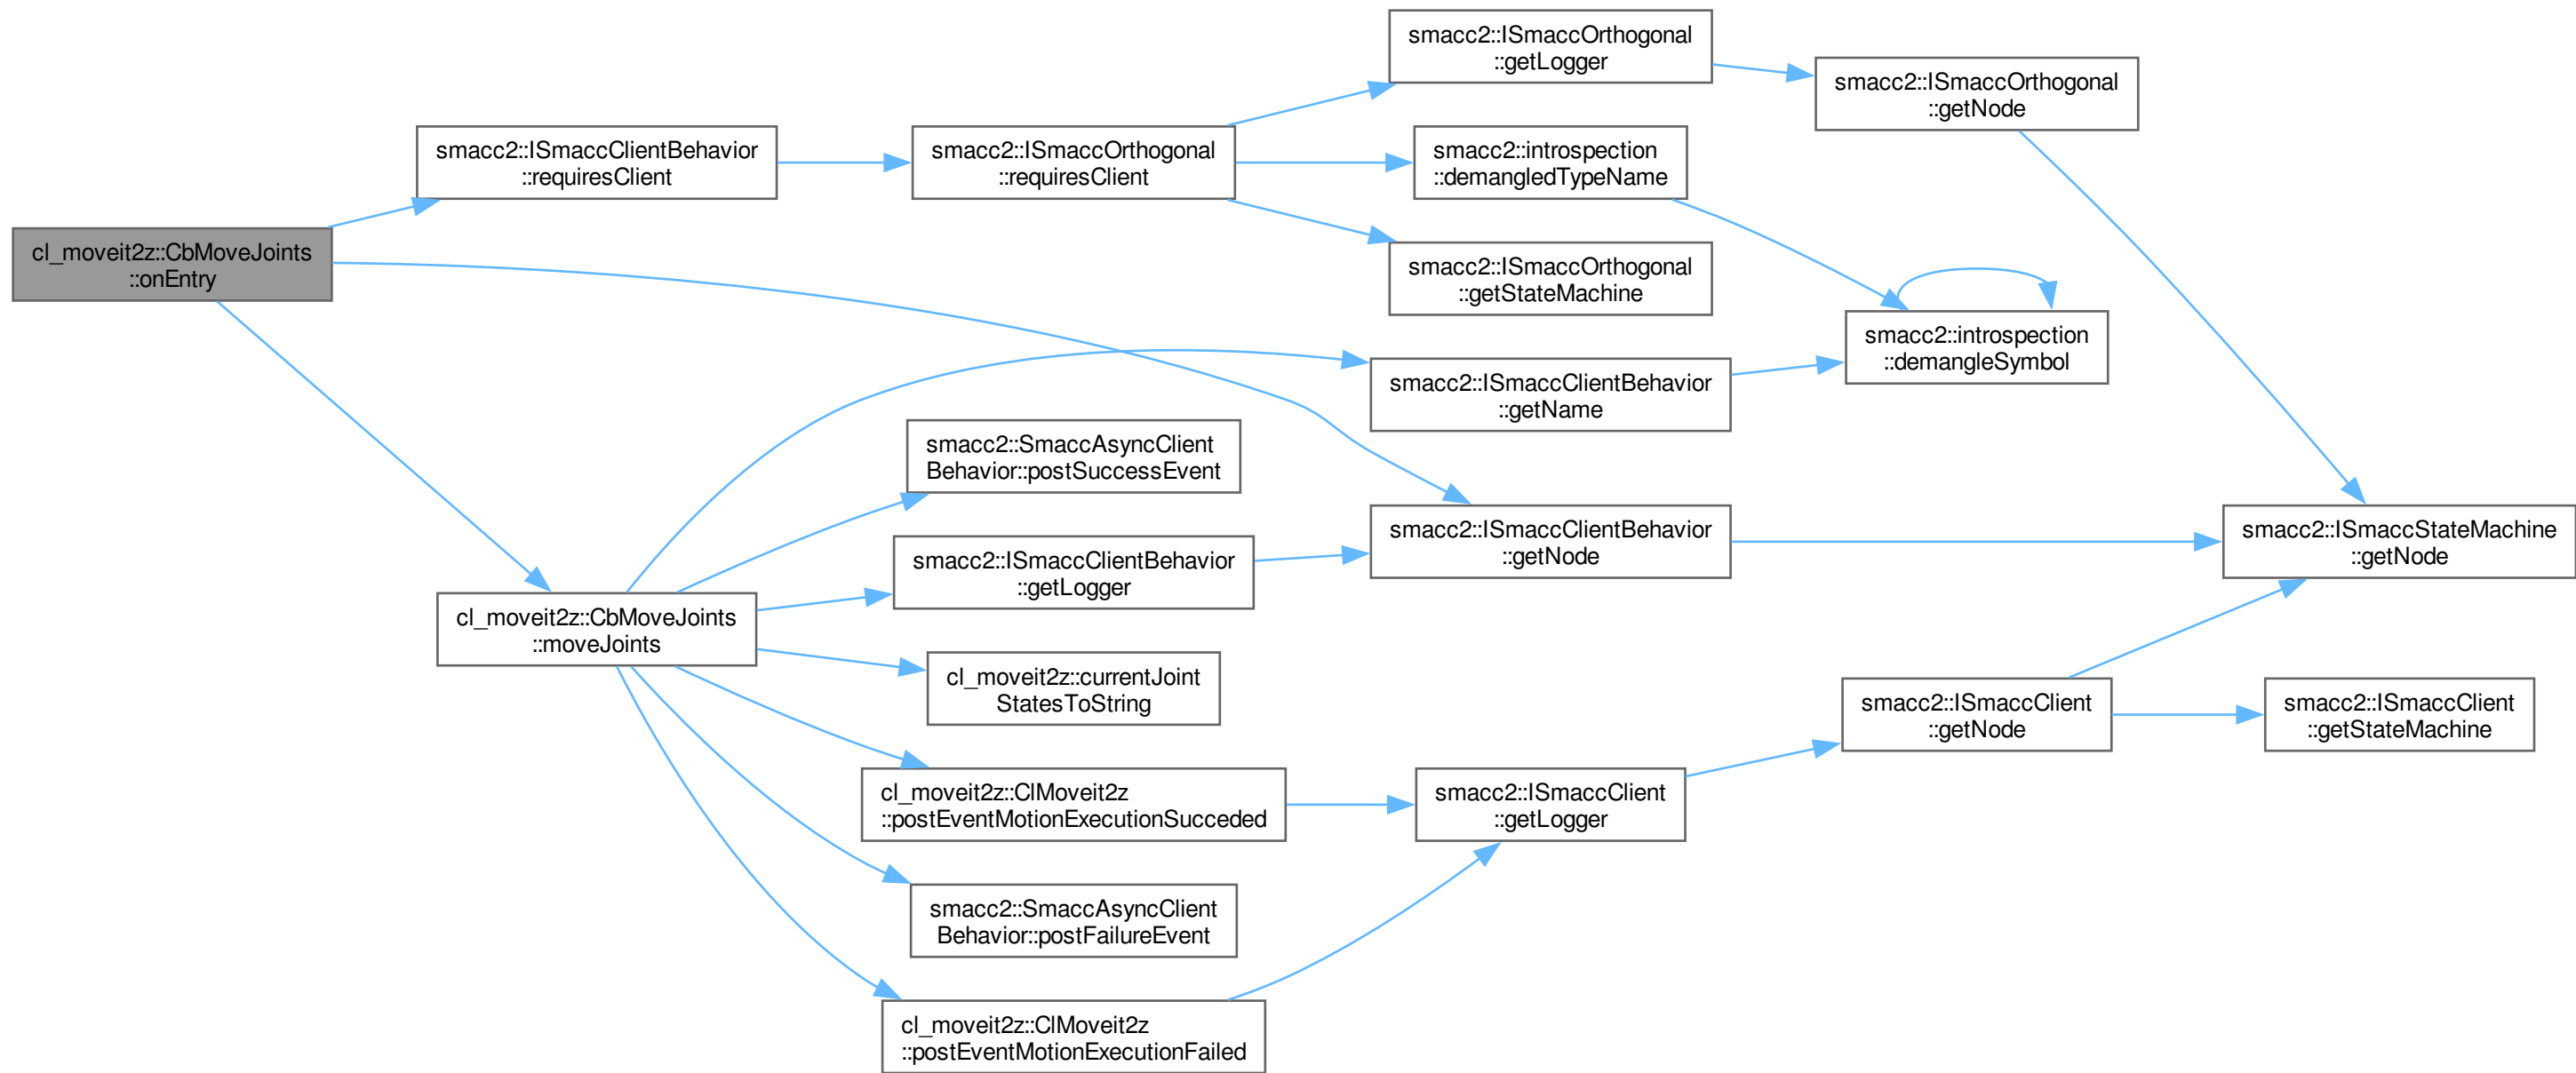 smacc2::ISmaccOrthogonal
::getLogger
smacc2::ISmaccOrthogonal
::getNode
smacc2::ISmaccClientBehavior
::requiresClient
smacc2::ISmaccOrthogonal
::requiresClient
smacc2::introspection
::demangledTypeName
cl_moveit2z::CbMoveJoints
::onEntry
smacc2::ISmaccOrthogonal
::getStateMachine
smacc2::introspection
::demangleSymbol
smacc2::ISmaccClientBehavior
::getName
smacc2::SmaccAsyncClient
Behavior::postSuccessEvent
smacc2::ISmaccClientBehavior
::getLogger
smacc2::ISmaccClientBehavior
::getNode
smacc2::ISmaccStateMachine
::getNode
cl_moveit2z::CbMoveJoints
::moveJoints
cl_moveit2z::currentJoint
StatesToString
smacc2::ISmaccClient
::getNode
smacc2::ISmaccClient
::getStateMachine
cl_moveit2z::ClMoveit2z
::postEventMotionExecutionSucceded
smacc2::ISmaccClient
::getLogger
smacc2::SmaccAsyncClient
Behavior::postFailureEvent
cl_moveit2z::ClMoveit2z
::postEventMotionExecutionFailed